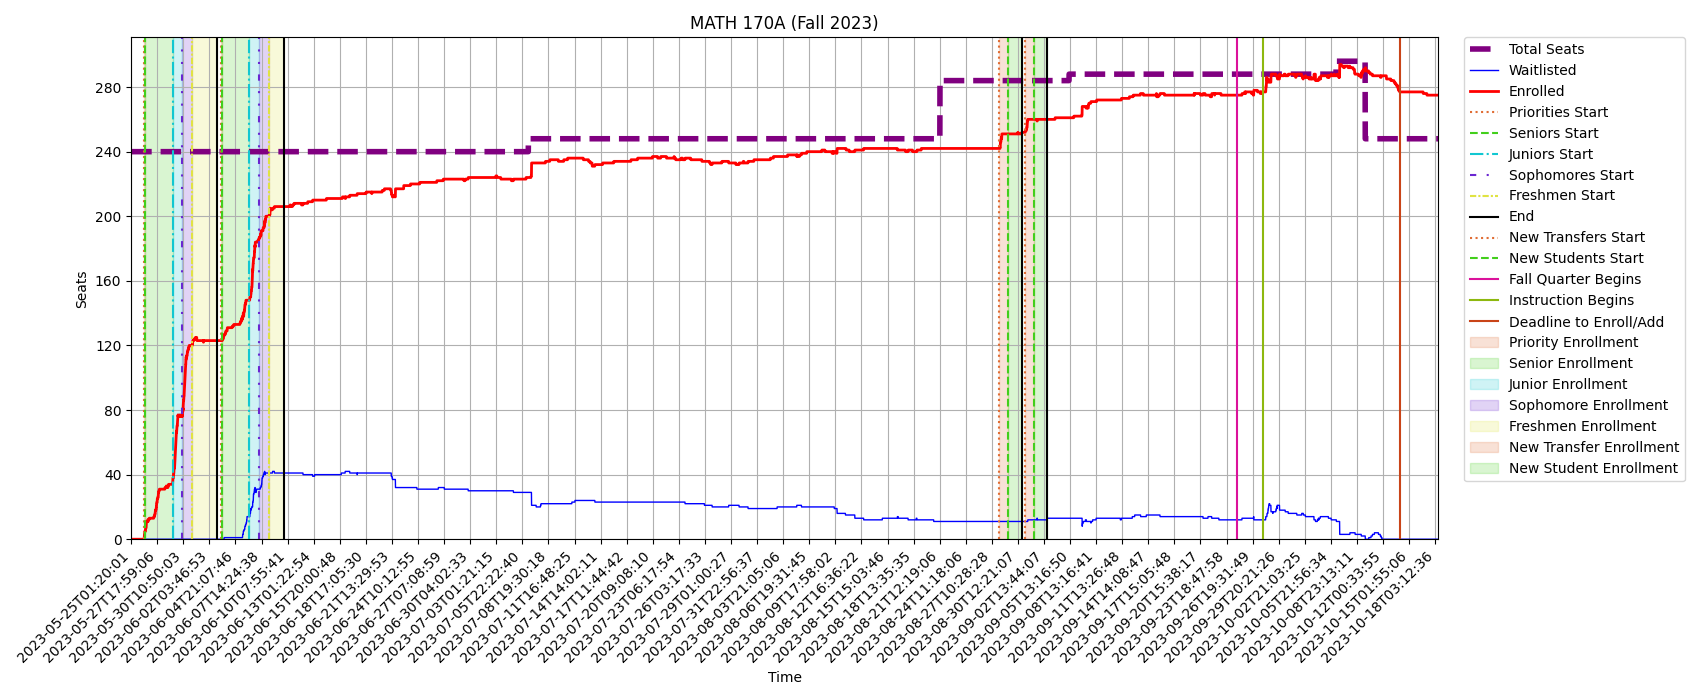 MATH 170A (Fall 2023)
Seats
280
240
200
160
120
80
40
0
2023-05-25T01:20:01
2023-05-27T17:59:06
2023-05-30T10:50:03
2023-06-02T03:46:53
2023-06-04T21:07:46
2023-06-07T14:24:38
2023-06-10T07:55:41
2023-06-13T01:22:54
2023-06-15T20:00:48
2023-06-18T17:05:30
2023-06-21T13:29:53
2023-06-24T10:12:55
2023-06-27T07:08:59
2023-06-30T04:02:33
2023-07-03T01:21:15
2023-07-05T22:22:40
2023-07-08T19:30:18
2023-07-11T16:48:25
2023-07-14T14:02:11
2023-07-17T11:44:42
2023-07-20T09:08:10
2023-07-23T06:17:54
2023-07-26T03:17:33
2023-07-29T01:00:27
2023-07-31T22:56:37
2023-08-03T21:05:06
2023-08-06T19:31:45
2023-08-09T17:58:02
2023-08-12T16:36:22
2023-08-15T15:03:46
2023-08-18T13:35:35
2023-08-21T12:19:06
2023-08-24T11:18:06
2023-08-27T10:28:28
2023-08-30T12:21:07
2023-09-02T13:44:07
2023-09-05T13:16:50
2023-09-08T13:16:41
2023-09-11T13:26:48
2023-09-14T14:08:47
2023-09-17T15:05:48
2023-09-20T15:38:17
2023-09-23T18:47:58
2023-09-26T19:31:49
2023-09-29T20:21:26
2023-10-02T21:03:25
2023-10-05T21:56:34
2023-10-08T23:13:11
2023-10-12T00:33:55
2023-10-15T01:55:06
2023-10-18T03:12:36
Time
Total Seats
Waitlisted
Enrolled
Priorities Start
Seniors Start
Juniors Start
Sophomores Start
Freshmen Start
End
New Transfers Start
New Students Start
Fall Quarter Begins
Instruction Begins
Deadline to Enroll/Add
Priority Enrollment
Senior Enrollment
Junior Enrollment
Sophomore Enrollment
Freshmen Enrollment
New Transfer Enrollment
New Student Enrollment